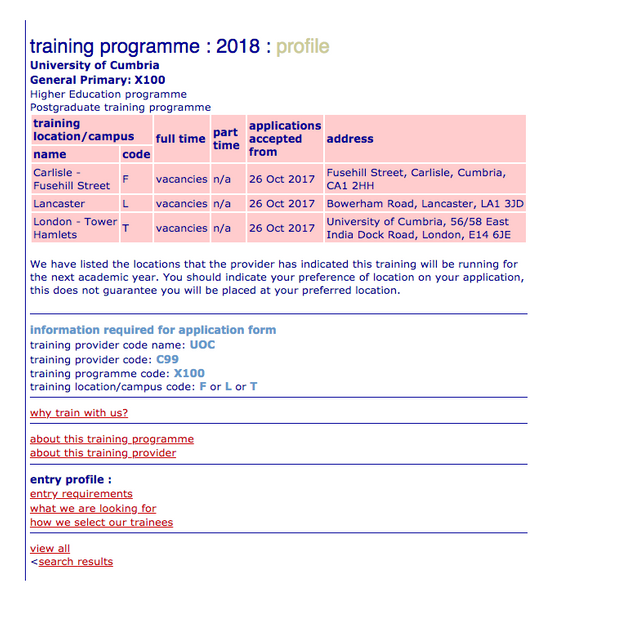 training programme : 2018 : profile
University of Cumbria
General Primary: X100
Higher Education programme
Postgraduate training programme
training location/campus full time part time applications accepted from address
name code
Carlisle - Fusehill Street F vacancies n/a 26 Oct 2017 Fusehill Street, Carlisle, Cumbria, CA1 2HH
Lancaster L vacancies n/a 26 Oct 2017 Bowerham Road, Lancaster, LA1 3JD
London - Tower Hamlets T vacancies n/a 26 Oct 2017 University of Cumbria, 56/58 East India Dock Road, London, E14 6JE
We have listed the locations that the provider has indicated this training will be running for
the next academic year. You should indicate your preference of location on your application,
this does not guarantee you will be placed at your preferred location.
information required for application form
training provider code name: UOC
training provider code: C99
training programme code: X100
training location/campus code: F or L or T
why train with us?
about this training programme
about this training provider
entry profile :
entry requirements
what we are looking for
how we select our trainees
view all
<search results